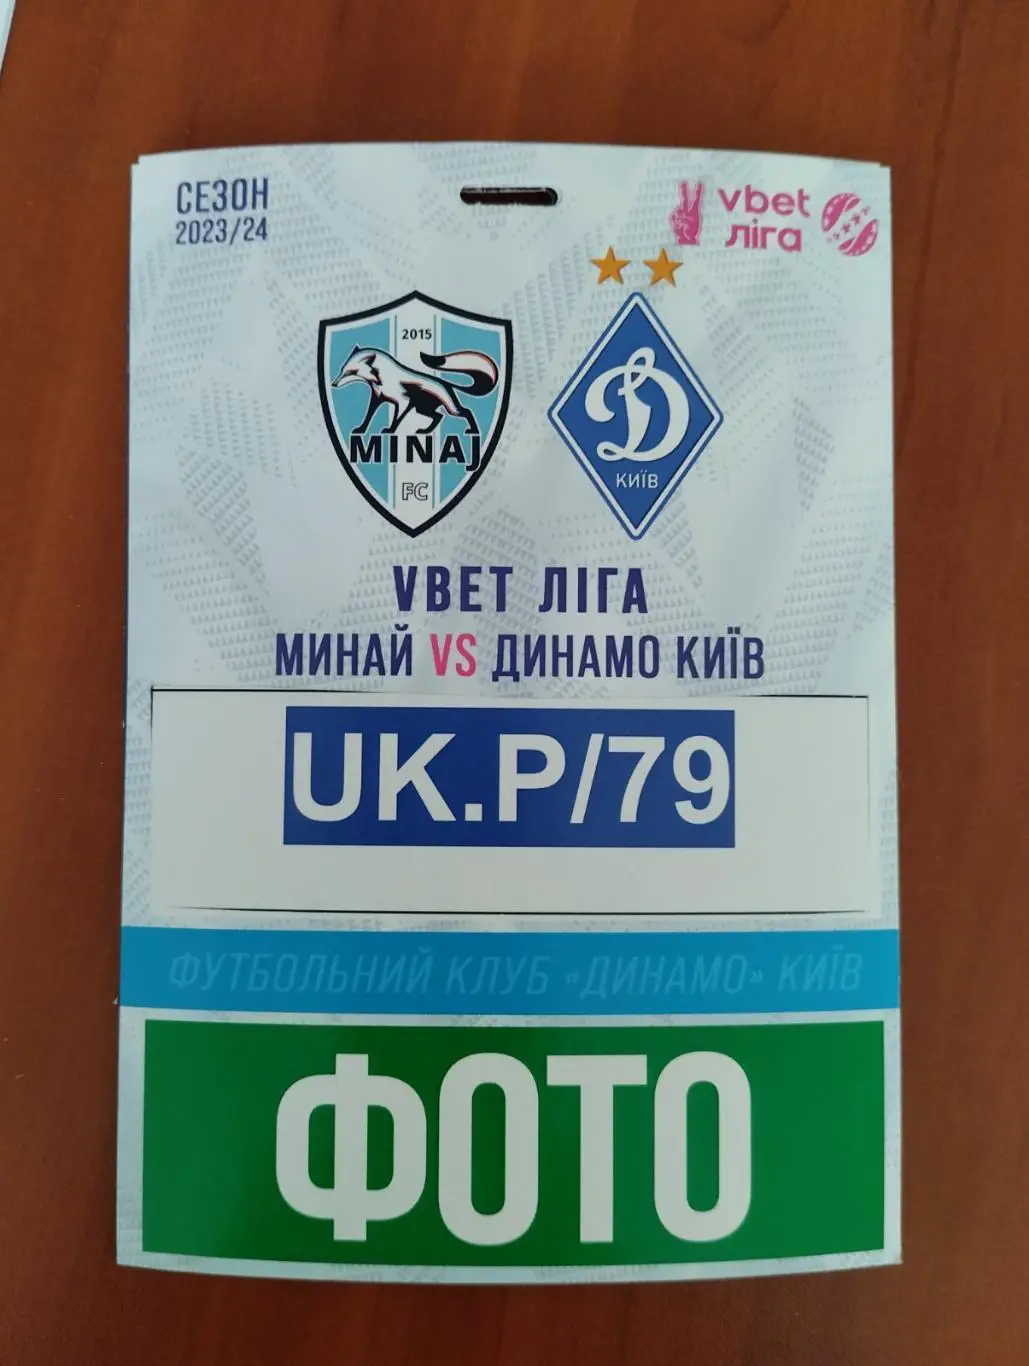 СЕЗОН
2023/24
vbet
ліга
2015
MINAJ
FC
Д
КИЇВ
VBET ЛІГА
МИНАЙ VS ДИНАМО КИЇВ
UK.P/79
ФУТБОЛЬНИЙ КЛУБ «ДИНАМО» КИЇВ
ФОТО